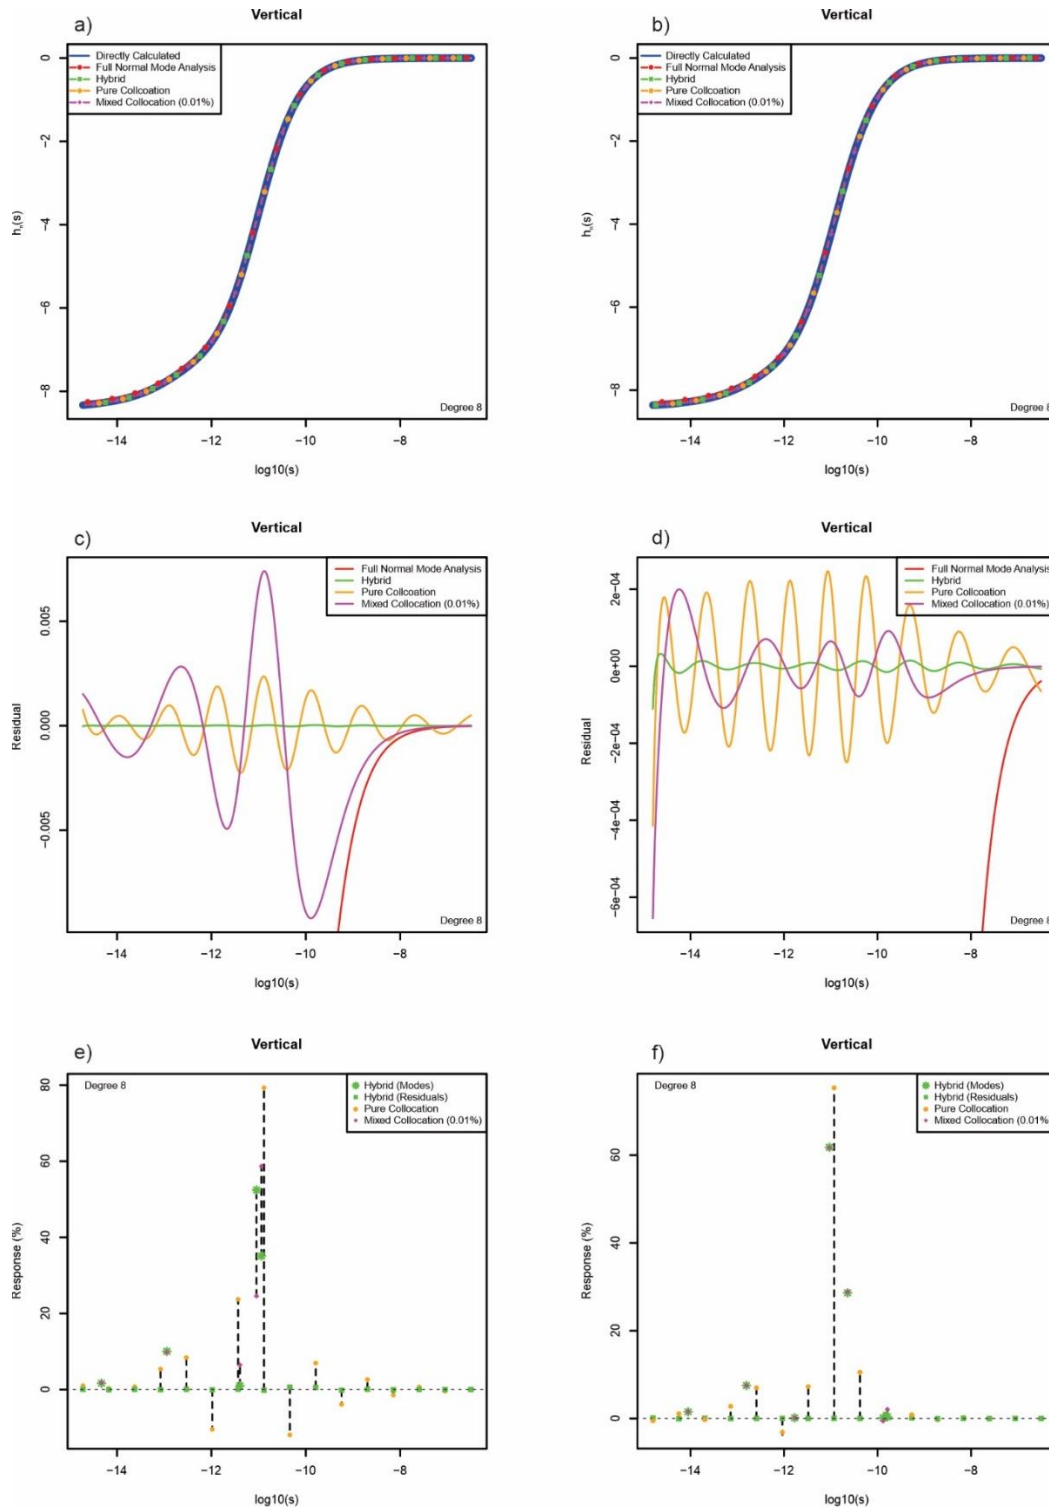 a)
Vertical
Directly Calculated
Full Normal Mode Analysis
Hybrid
Pure Collcoation
Mixed Collocation (0.01%)
0
−2
−4
−6
−8
hₙ(s)
Degree 8
−14 −12 −10 −8
log10(s)
b)
Vertical
Directly Calculated
Full Normal Mode Analysis
Hybrid
Pure Collcoation
Mixed Collocation (0.01%)
0
−2
−4
−6
−8
hₙ(s)
Degree 8
−14 −12 −10 −8
log10(s)
c)
Vertical
Full Normal Mode Analysis
Hybrid
Pure Collcoation
Mixed Collocation (0.01%)
0.005
0.000
−0.005
Residual
Degree 8
−14 −12 −10 −8
log10(s)
d)
Vertical
Full Normal Mode Analysis
Hybrid
Pure Collcoation
Mixed Collocation (0.01%)
2e−04
0e+00
−2e−04
−4e−04
−6e−04
Residual
Degree 8
−14 −12 −10 −8
log10(s)
e)
Vertical
Degree 8
Hybrid (Modes)
Hybrid (Residuals)
Pure Collocation
Mixed Collocation (0.01%)
80
60
40
20
0
Response (%)
−14 −12 −10 −8
log10(s)
f)
Vertical
Degree 8
Hybrid (Modes)
Hybrid (Residuals)
Pure Collocation
Mixed Collocation (0.01%)
60
40
20
0
Response (%)
−14 −12 −10 −8
log10(s)